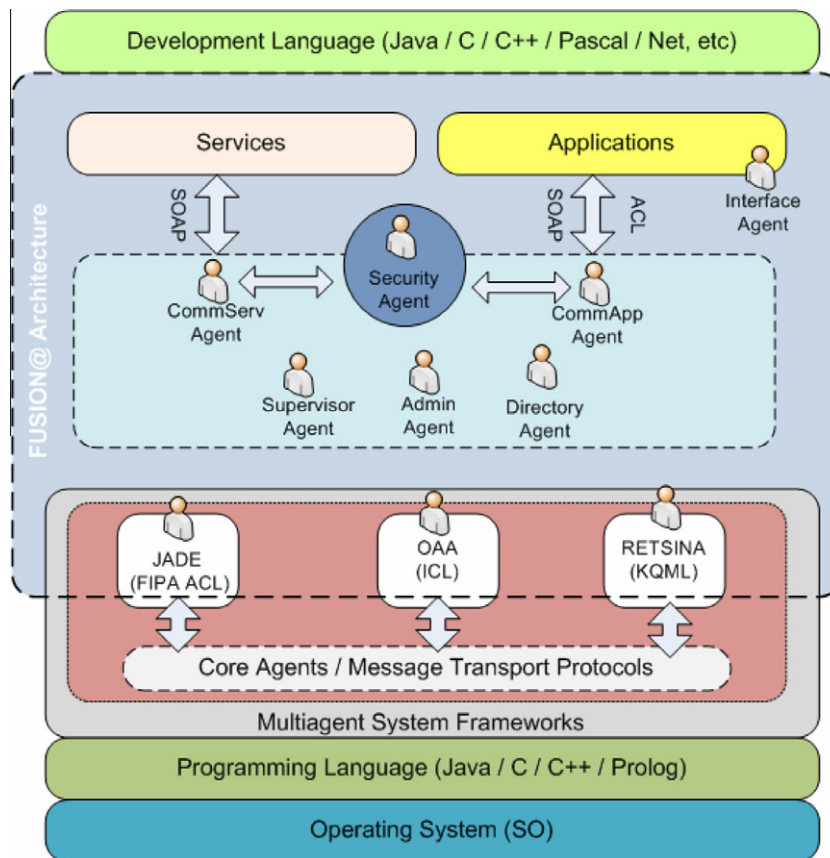 Development Language (Java / C / C++ / Pascal / Net, etc)
Services
Applications
Interface
Agent
SOAP
SOAP
ACL
Security
Agent
CommServ
Agent
CommApp
Agent
Supervisor
Agent
Admin
Agent
Directory
Agent
FUSION@ Architecture
JADE
(FIPA ACL)
OAA
(ICL)
RETSINA
(KQML)
Core Agents / Message Transport Protocols
Multiagent System Frameworks
Programming Language (Java / C / C++ / Prolog)
Operating System (SO)